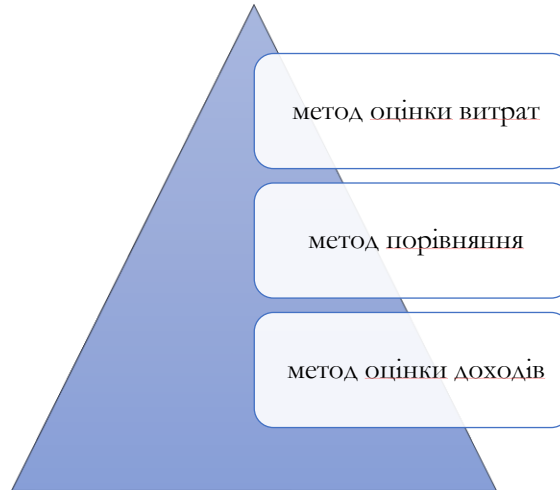 метод оцінки витрат
метод порівняння
метод оцінки доходів